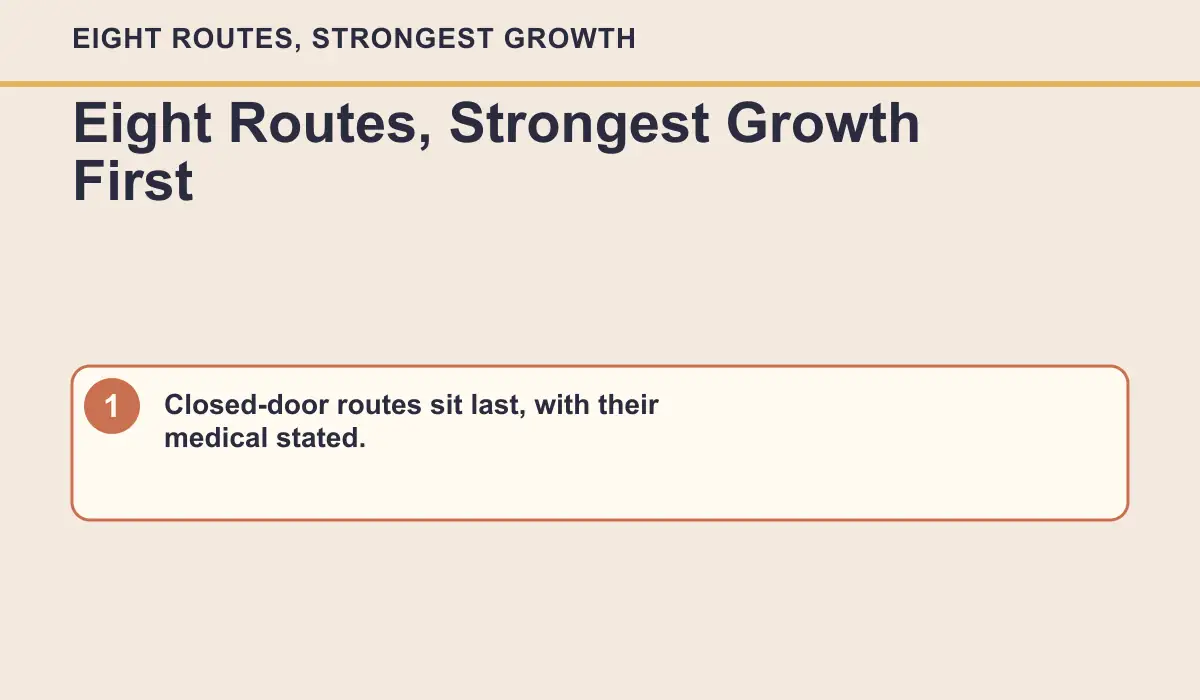 EIGHT ROUTES, STRONGEST GROWTH
Eight Routes, Strongest Growth
First
1
Closed-door routes sit last, with their
medical stated.